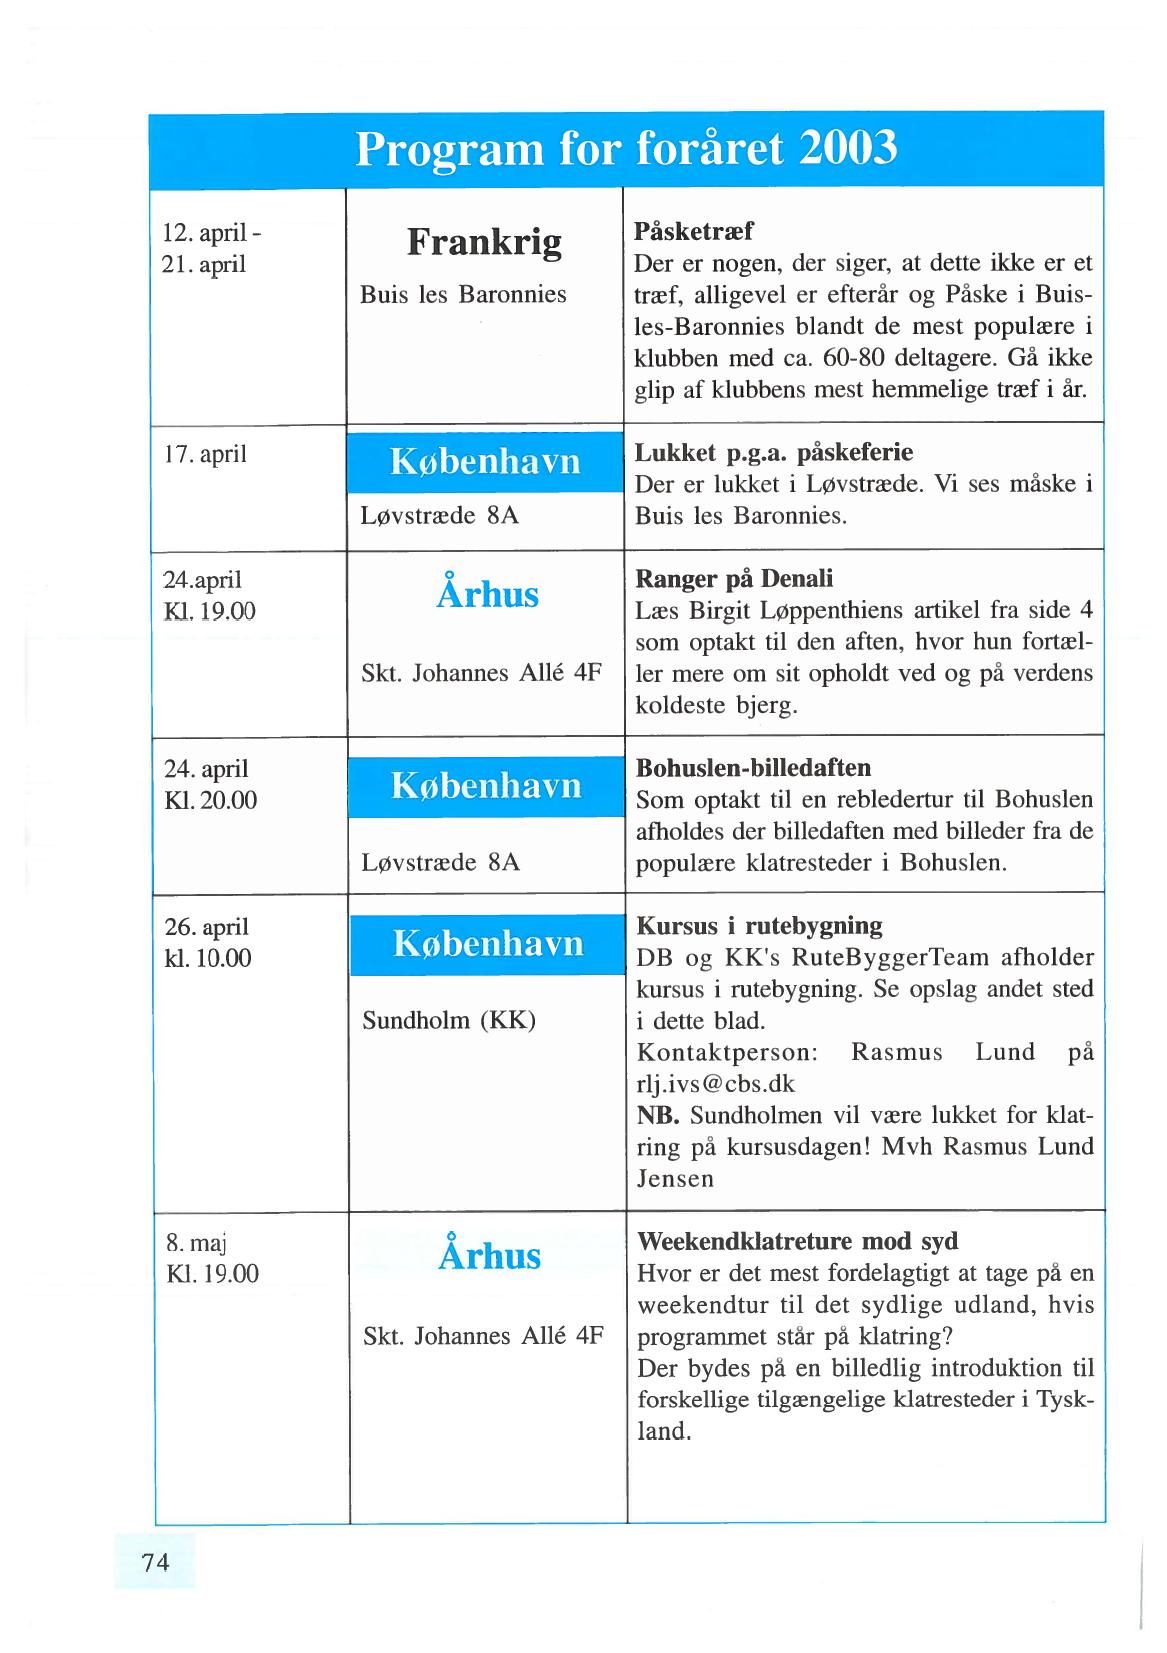 Program for foråret 2003
12. april -
21. april
Frankrig
Buis les Baronnies
Påsketræf
Der er nogen, der siger, at dette ikke er et
træf, alligevel er efterår og Påske i Buis-
les-Baronnies blandt de mest populære i
klubben med ca. 60-80 deltagere. Gå ikke
glip af klubbens mest hemmelige træf i år.
17. april
København
Løvstræde 8A
Lukket p.g.a. påskeferie
Der er lukket i Løvstræde. Vi ses måske i
Buis les Baronnies.
24.april
Kl. 19.00
Århus
Skt. Johannes Allé 4F
Ranger på Denali
Læs Birgit Løppenthiens artikel fra side 4
som optakt til den aften, hvor hun fortæl-
ler mere om sit opholdt ved og på verdens
koldeste bjerg.
24. april
Kl. 20.00
København
Løvstræde 8A
Bohuslen-billedaften
Som optakt til en rebledertur til Bohuslen
afholdes der billedaften med billeder fra de
populære klatresteder i Bohuslen.
26. april
kl. 10.00
København
Sundholm (KK)
Kursus i rutebygning
DB og KK's RuteByggerTeam afholder
kursus i rutebygning. Se opslag andet sted
i dette blad.
Kontaktperson: Rasmus Lund på
rlj.ivs@cbs.dk
NB. Sundholmen vil være lukket for klat-
ring på kursusdagen! Mvh Rasmus Lund
Jensen
8. maj
Kl. 19.00
Århus
Skt. Johannes Allé 4F
Weekendklatreture mod syd
Hvor er det mest fordelagtigt at tage på en
weekendtur til det sydlige udland, hvis
programmet står på klatring?
Der bydes på en billedlig introduktion til
forskellige tilgængelige klatresteder i Tysk-
land.
74